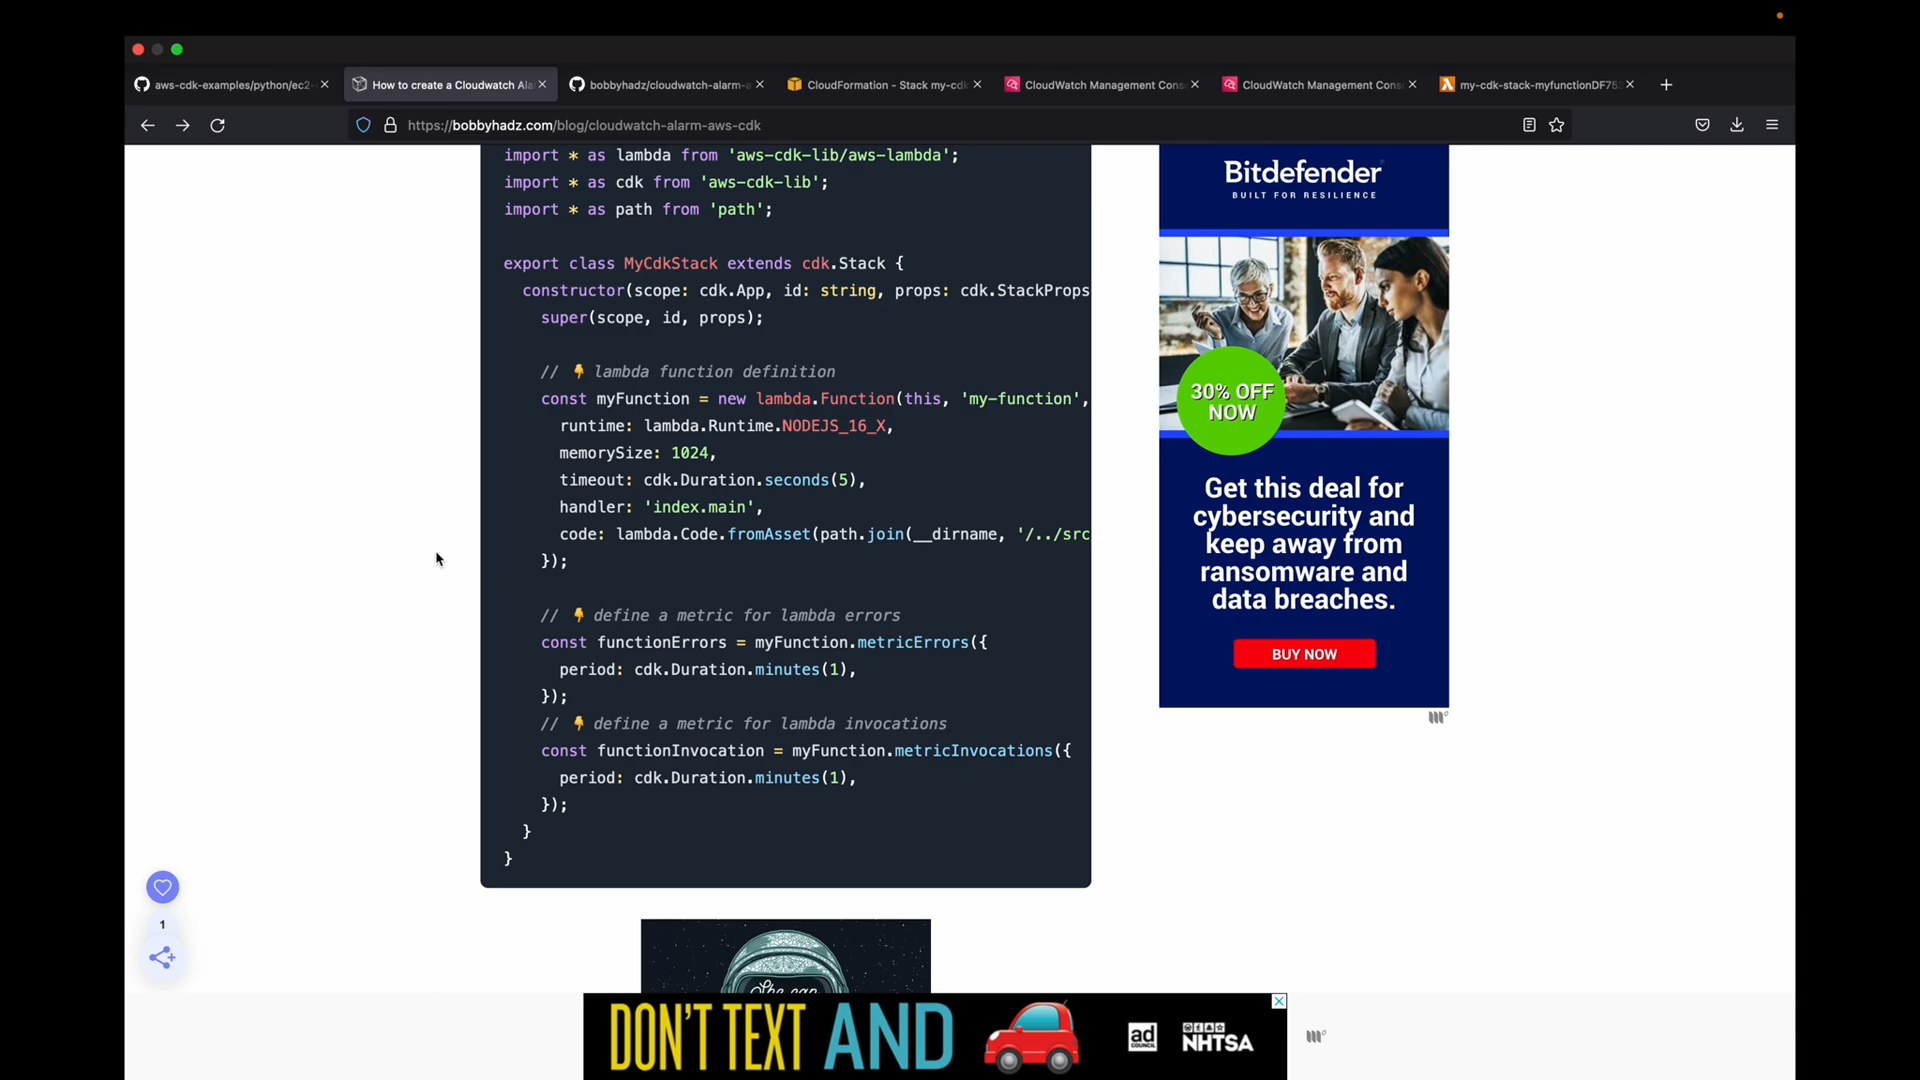 aws-cdk-examples/python/ec2-
How to create a Cloudwatch Ala
bobbyhadz/cloudwatch-alarm-a
CloudFormation - Stack my-cdk
CloudWatch Management Cons
CloudWatch Management Cons
my-cdk-stack-myfunctionDF753
https://bobbyhadz.com/blog/cloudwatch-alarm-aws-cdk
import * as lambda from 'aws-cdk-lib/aws-lambda';
import * as cdk from 'aws-cdk-lib';
import * as path from 'path';
export class MyCdkStack extends cdk.Stack {
constructor(scope: cdk.App, id: string, props: cdk.StackProps
super(scope, id, props);
// 👇 lambda function definition
const myFunction = new lambda.Function(this, 'my-function',
runtime: lambda.Runtime.NODEJS_16_X,
memorySize: 1024,
timeout: cdk.Duration.seconds(5),
handler: 'index.main',
code: lambda.Code.fromAsset(path.join(__dirname, '/../src
});
// 👇 define a metric for lambda errors
const functionErrors = myFunction.metricErrors({
period: cdk.Duration.minutes(1),
});
// 👇 define a metric for lambda invocations
const functionInvocation = myFunction.metricInvocations({
period: cdk.Duration.minutes(1),
});
}
}
Bitdefender
BUILT FOR RESILIENCE
30% OFF
NOW
Get this deal for
cybersecurity and
keep away from
ransomware and
data breaches.
BUY NOW
1
She can
DON'T TEXT AND
ad
COUNCIL
NHTSA